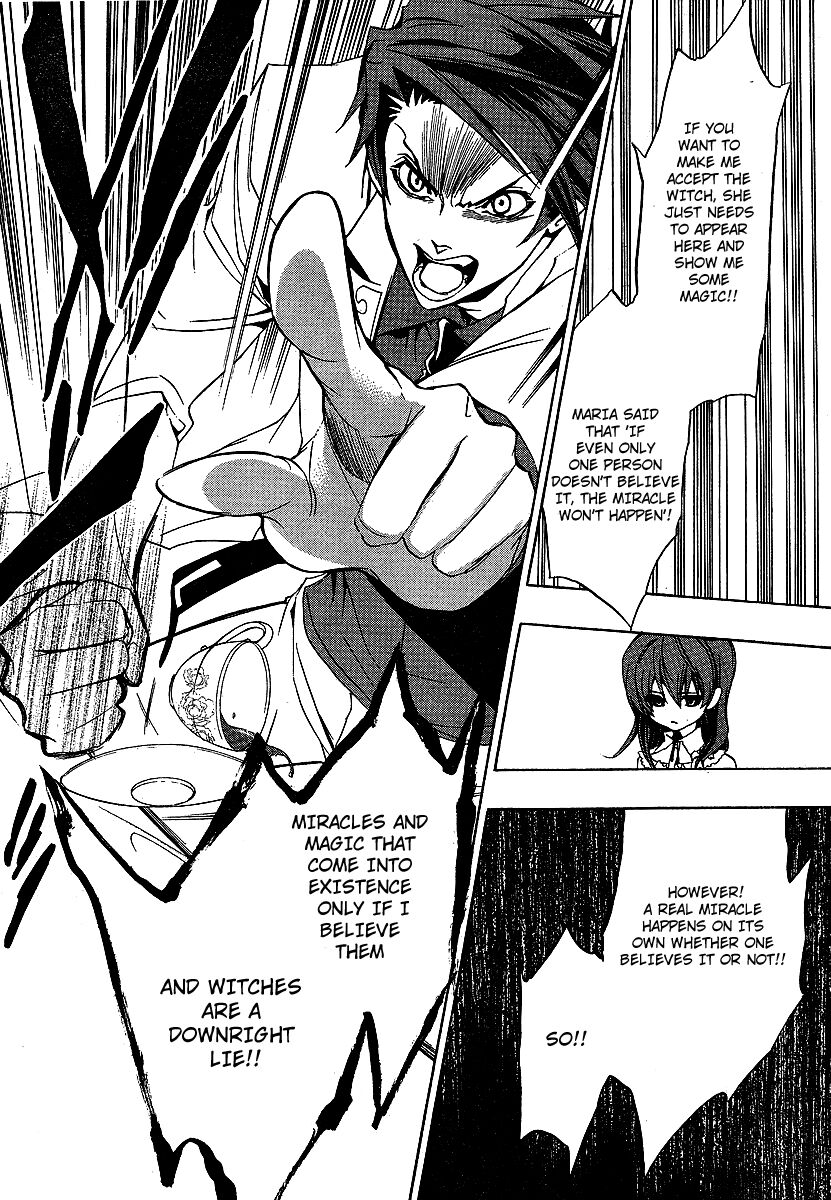 IF YOU
WANT TO
MAKE ME
ACCEPT THE
WITCH, SHE
JUST NEEDS
TO APPEAR
HERE AND
SHOW ME
SOME
MAGIC!!
MARIA SAID
THAT 'IF
EVEN ONLY
ONE PERSON
DOESN'T BELIEVE
IT, THE MIRACLE
WON'T HAPPEN'!
HOWEVER!
A REAL MIRACLE
HAPPENS ON ITS
OWN WHETHER ONE
BELIEVES IT OR NOT!!
SO!!
MIRACLES AND
MAGIC THAT
COME INTO
EXISTENCE
ONLY IF I
BELIEVE
THEM
AND WITCHES
ARE A
DOWNRIGHT
LIE!!